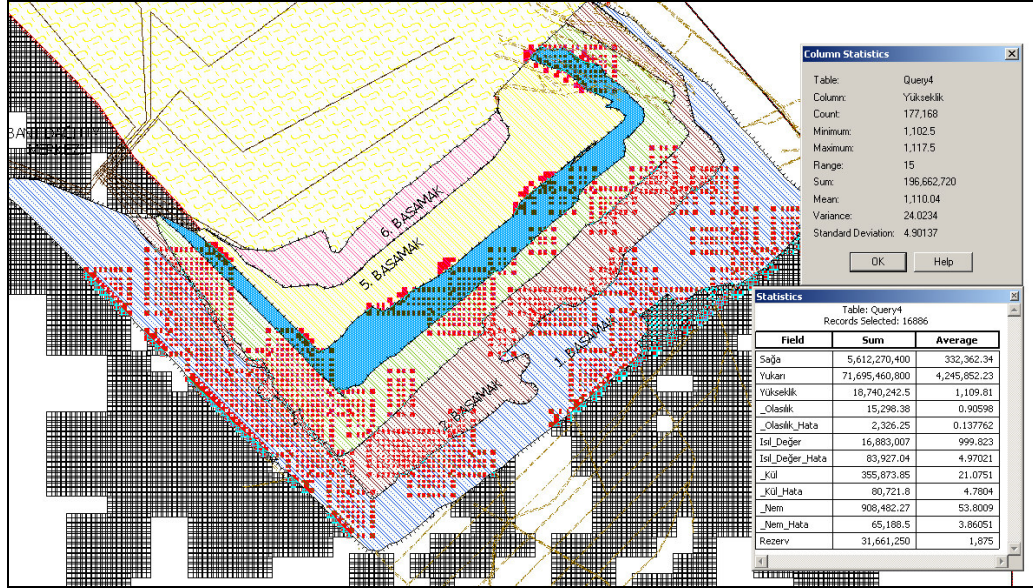 6. BASAMAK
5. BASAMAK
1. BASAMAK
BASAMAK
Column Statistics
Table: Query4
Column: Yükseklik
Count: 177,168
Minimum: 1,102.5
Maximum: 1,117.5
Range: 15
Sum: 196,662,720
Mean: 1,110.04
Variance: 24.0234
Standard Deviation: 4.90137
OK Help
Statistics
Table: Query4
Records Selected: 16886
Field Sum Average
Sağa 5,612,270,400 332,362.34
Yukarı 71,695,460,800 4,245,852.23
Yükseklik 18,740,242.5 1,109.81
_Olasılık 15,298.38 0.90598
_Olasılık_Hata 2,326.25 0.137762
Isıl_Değer 16,883,007 999.823
Isıl_Değer_Hata 83,927.04 4.97021
_Kül 355,873.85 21.0751
_Kül_Hata 80,721.8 4.7804
_Nem 908,482.27 53.8009
_Nem_Hata 65,188.5 3.86051
Rezerv 31,661,250 1,875